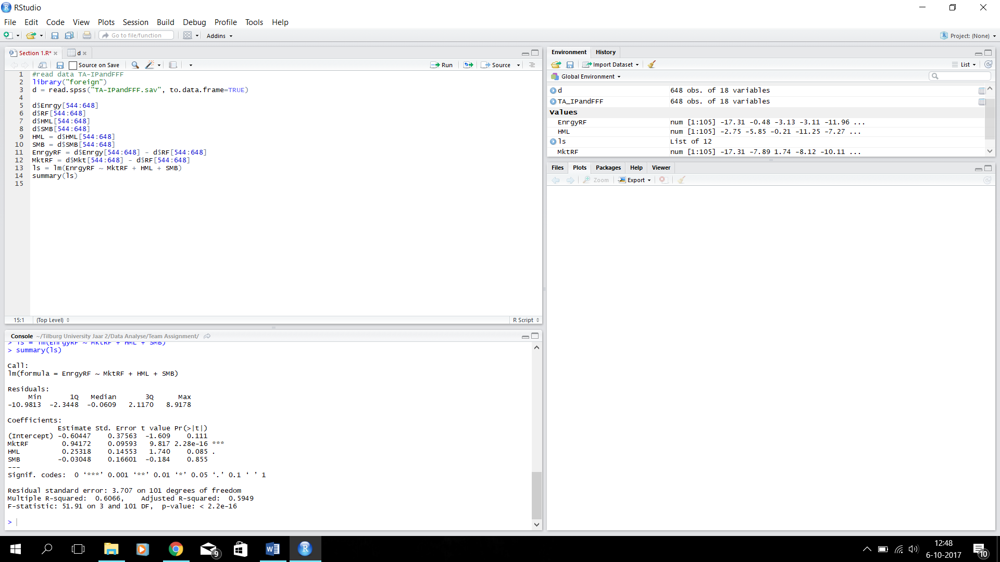 RStudio
File Edit Code View Plots Session Build Debug Profile Tools Help
Go to file/function Addins Project: (None)
Section 1.R* d
Source on Save Run Source
1 #read data TA-IPandFFF
2 library("foreign")
3 d = read.spss("TA-IPandFFF.sav", to.data.frame=TRUE)
4
5 d$Enrgy[544:648]
6 d$RF[544:648]
7 d$HML[544:648]
8 d$SMB[544:648]
9 HML = d$HML[544:648]
10 SMB = d$SMB[544:648]
11 EnrgyRF = d$Enrgy[544:648] - d$RF[544:648]
12 MktRF = d$Mkt[544:648] - d$RF[544:648]
13 ls = lm(EnrgyRF ~ MktRF + HML + SMB)
14 summary(ls)
15
15:1 (Top Level) R Script
Console ~/Tilburg University Jaar 2/Data Analyse/Team Assignment/
> ls = lm(EnrgyRF ~ MktRF + HML + SMB)
> summary(ls)
Call:
lm(formula = EnrgyRF ~ MktRF + HML + SMB)
Residuals:
Min 1Q Median 3Q Max
-10.9813 -2.3448 -0.0609 2.1170 8.9178
Coefficients:
Estimate Std. Error t value Pr(>|t|)
(Intercept) -0.60447 0.37563 -1.609 0.111
MktRF 0.94172 0.09593 9.817 2.28e-16 ***
HML 0.25318 0.14553 1.740 0.085 .
SMB -0.03048 0.16601 -0.184 0.855
---
Signif. codes: 0 ‘***’ 0.001 ‘**’ 0.01 ‘*’ 0.05 ‘.’ 0.1 ‘ ’ 1
Residual standard error: 3.707 on 101 degrees of freedom
Multiple R-squared: 0.6066, Adjusted R-squared: 0.5949
F-statistic: 51.91 on 3 and 101 DF, p-value: < 2.2e-16
>
Environment History
Import Dataset List
Global Environment
d 648 obs. of 18 variables
TA_IPandFFF 648 obs. of 18 variables
Values
EnrgyRF num [1:105] -17.31 -0.48 -3.13 -3.11 -11.96 ...
HML num [1:105] -2.75 -5.85 -0.21 -11.25 -7.27 ...
ls List of 12
MktRF num [1:105] -17.31 -7.89 1.74 -8.12 -10.11 ...
Files Plots Packages Help Viewer
Zoom Export
9 W R
12:48
6-10-2017
10